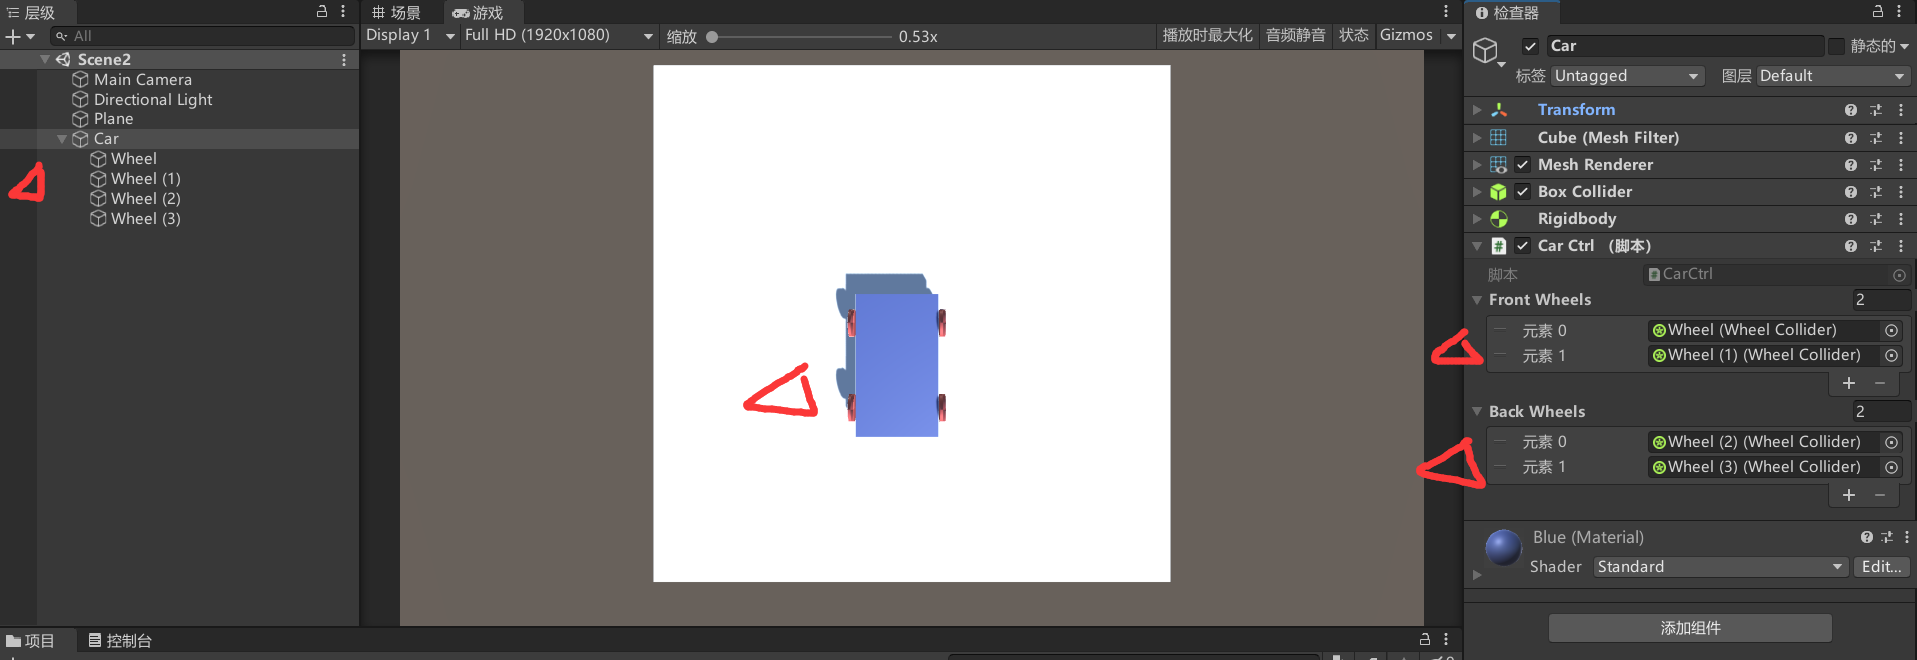 层级
All
Scene2
Main Camera
Directional Light
Plane
Car
Wheel
Wheel (1)
Wheel (2)
Wheel (3)
场景
游戏
Display 1
Full HD (1920x1080)
缩放
0.53x
播放时最大化
音频静音
状态
Gizmos
检查器
Car
静态的
标签
Untagged
图层
Default
Transform
Cube (Mesh Filter)
Mesh Renderer
Box Collider
Rigidbody
# Car Ctrl （脚本）
脚本
CarCtrl
Front Wheels
2
元素 0
Wheel (Wheel Collider)
元素 1
Wheel (1) (Wheel Collider)
Back Wheels
2
元素 0
Wheel (2) (Wheel Collider)
元素 1
Wheel (3) (Wheel Collider)
Blue (Material)
Shader
Standard
Edit...
添加组件
项目
控制台